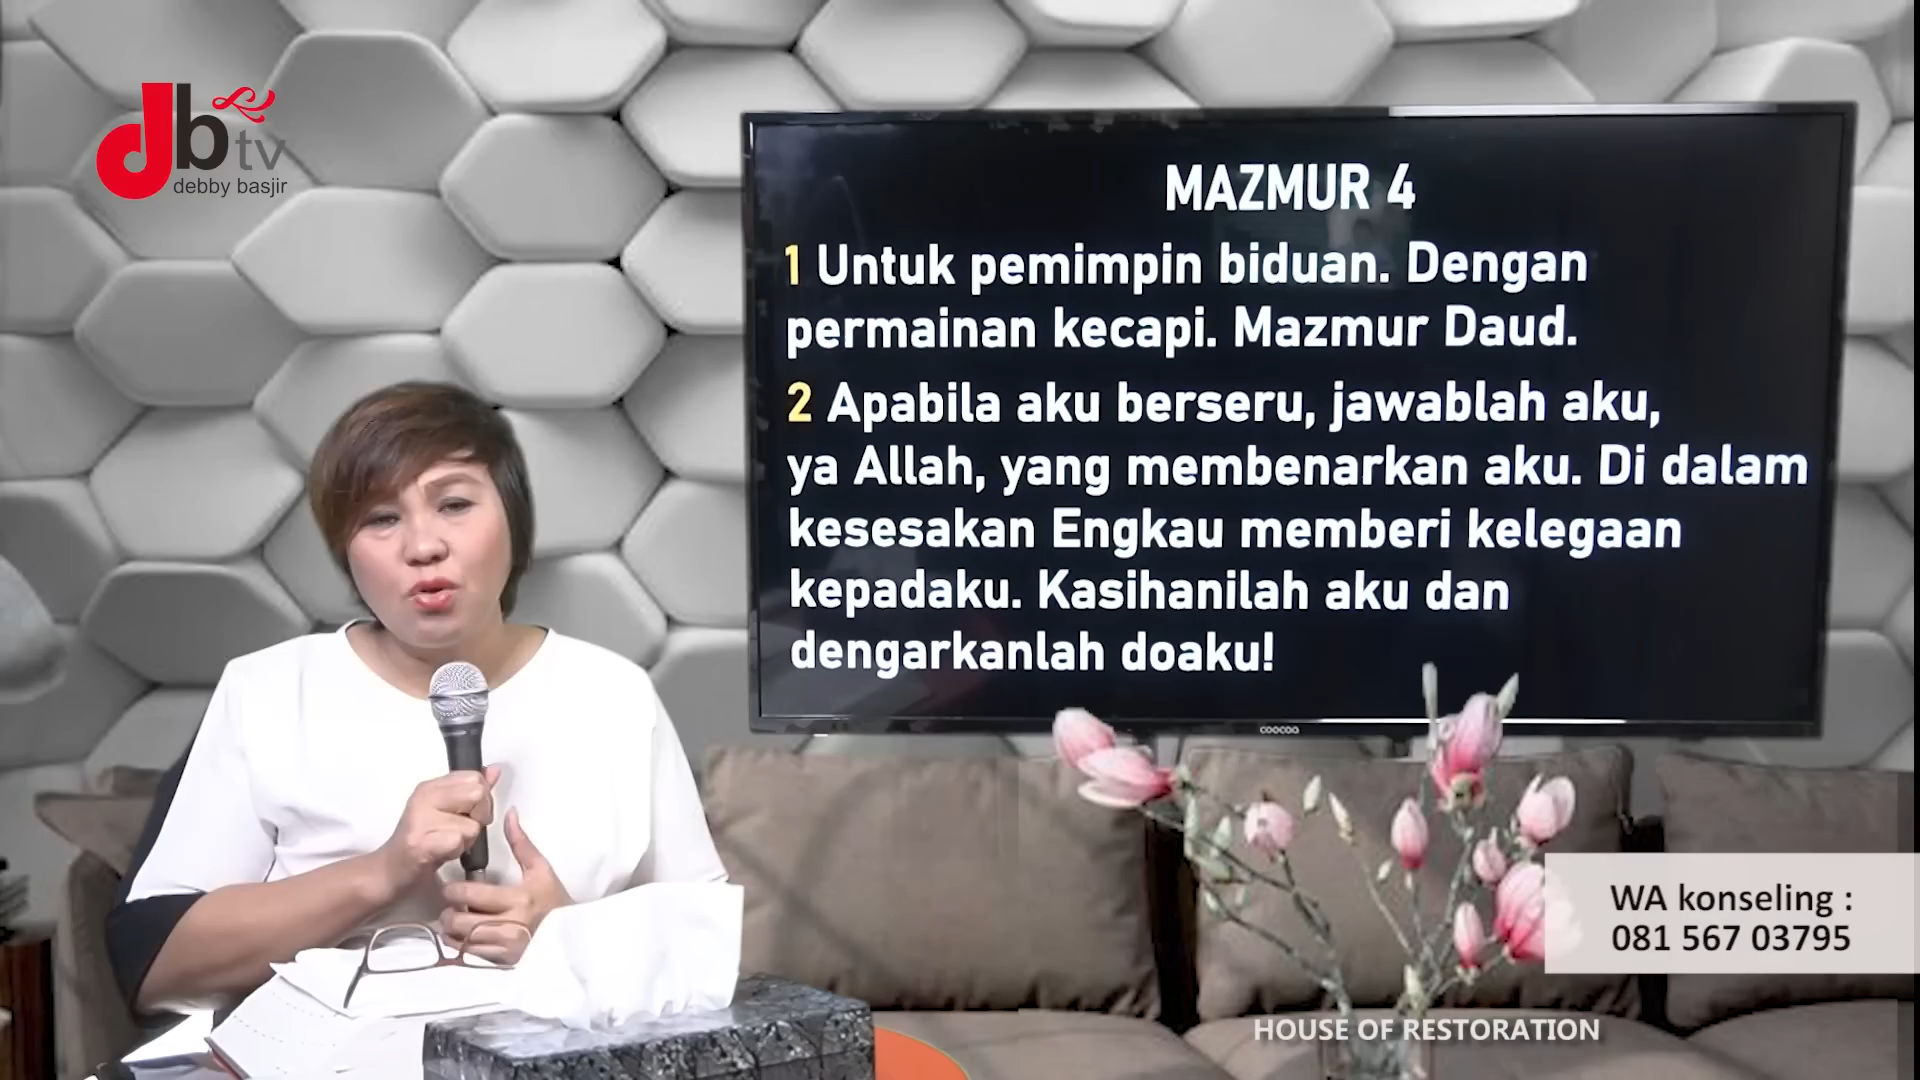 db tv
debby basjir
MAZMUR 4
1 Untuk pemimpin biduan. Dengan
permainan kecapi. Mazmur Daud.
2 Apabila aku berseru, jawablah aku,
ya Allah, yang membenarkan aku. Di dalam
kesesakan Engkau memberi kelegaan
kepadaku. Kasihanilah aku dan
dengarkanlah doaku!
coocaa
WA konseling :
081 567 03795
HOUSE OF RESTORATION